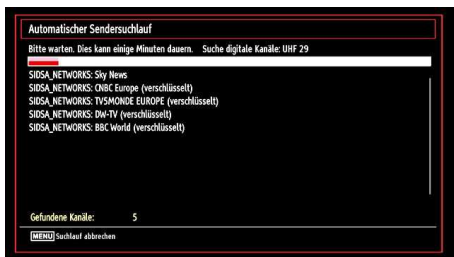 Automatischer Sendersuchlauf
Bitte warten. Dies kann einige Minuten dauern. Suche digitale Kanäle: UHF 29
SIDSA_NETWORKS: Sky News
SIDSA_NETWORKS: CNBC Europe (verschlüsselt)
SIDSA_NETWORKS: TV5MONDE EUROPE (verschlüsselt)
SIDSA_NETWORKS: DW-TV (verschlüsselt)
SIDSA_NETWORKS: BBC World (verschlüsselt)
Gefundene Kanäle: 5
MENU Suchlauf abbrechen